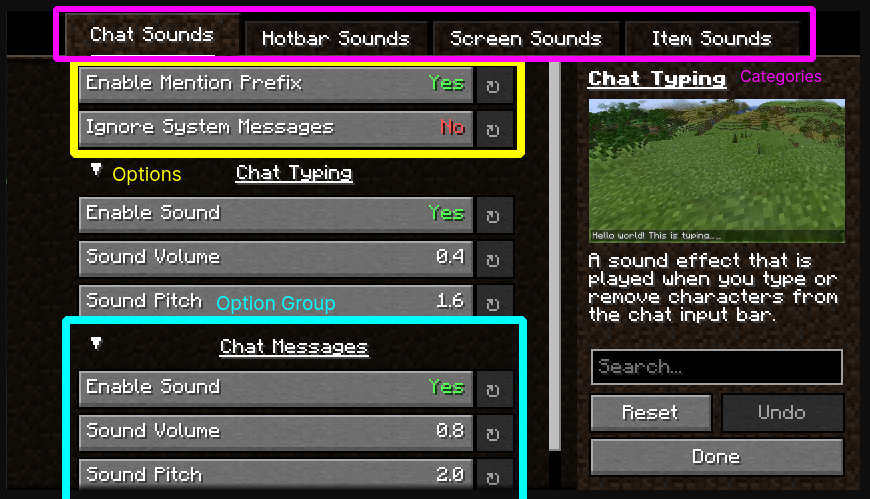 Chat Sounds
Hotbar Sounds
Screen Sounds
Item Sounds
Enable Mention Prefix Yes
Ignore System Messages No
Options
Chat Typing
Enable Sound Yes
Sound Volume 0.4
Sound Pitch 1.6
Option Group
Chat Messages
Enable Sound Yes
Sound Volume 0.8
Sound Pitch 2.0
Chat Typing
Categories
Hello world! This is typing....
A sound effect that is
played when you type or
remove characters from
the chat input bar.
Search...
Reset
Undo
Done